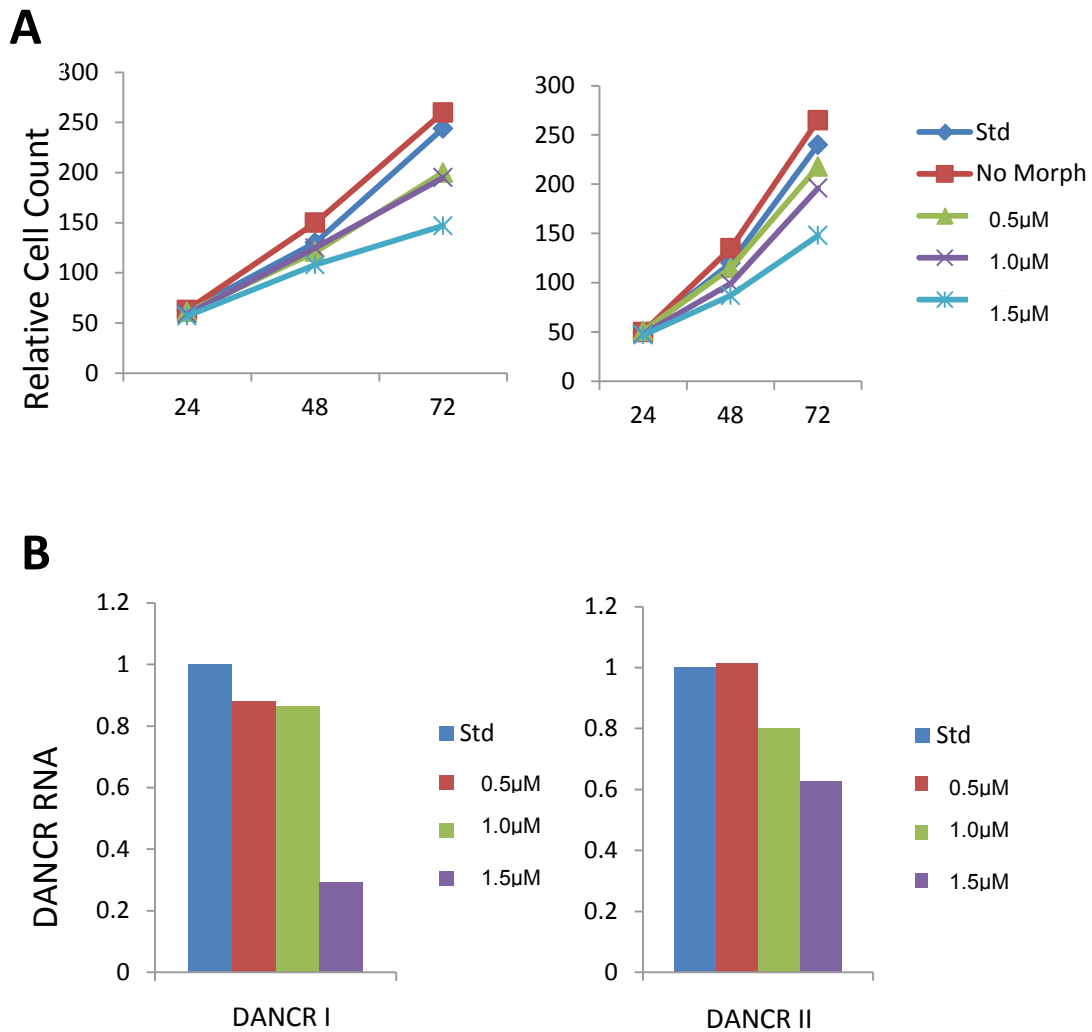 A
Relative Cell Count
300
250
200
150
100
50
0
24 48 72
300
250
200
150
100
50
0
24 48 72
Std
No Morph
0.5µM
1.0µM
1.5µM
B
DANCR RNA
1.2
1
0.8
0.6
0.4
0.2
0
DANCR I
Std
0.5µM
1.0µM
1.5µM
1.2
1
0.8
0.6
0.4
0.2
0
DANCR II
Std
0.5µM
1.0µM
1.5µM